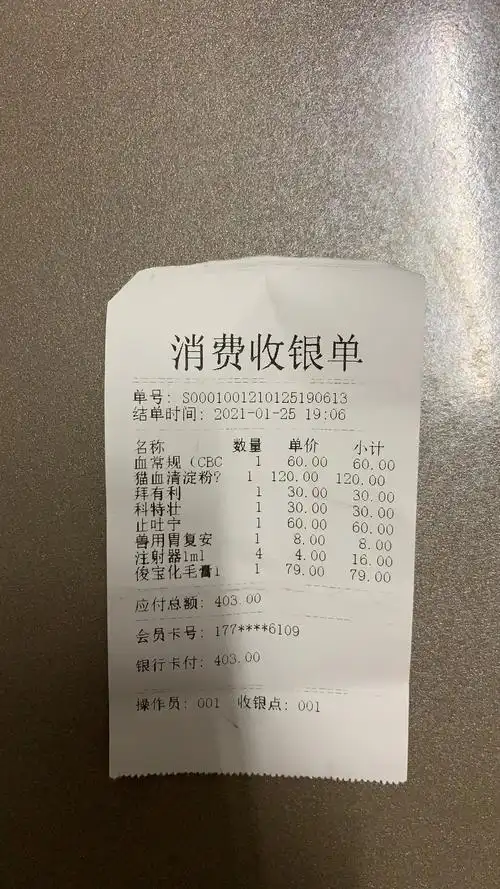 消费收银单
单号: S0001001210125190613
结单时间: 2021-01-25 19:06
名称 数量 单价 小计
血常规 (CBC 1 60.00 60.00
猫血清淀粉? 1 120.00 120.00
拜有利 1 30.00 30.00
科特壮 1 30.00 30.00
止吐宁 1 60.00 60.00
兽用胃复安 1 8.00 8.00
注射器1ml 4 4.00 16.00
俊宝化毛膏1 1 79.00 79.00
应付总额: 403.00
会员卡号: 177****6109
银行卡付: 403.00
操作员: 001 收银点: 001